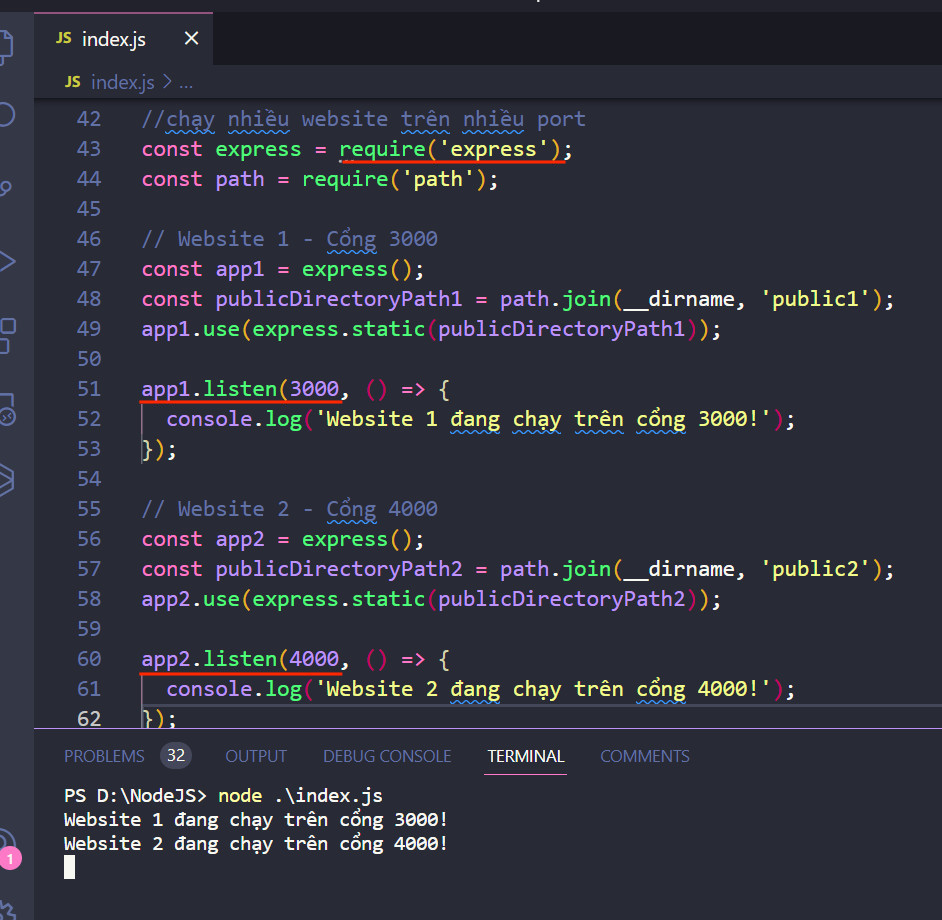 JS index.js ×
JS index.js > ...
42 //chạy nhiều website trên nhiều port
43 const express = require('express');
44 const path = require('path');
45
46 // Website 1 - Cổng 3000
47 const app1 = express();
48 const publicDirectoryPath1 = path.join(__dirname, 'public1');
49 app1.use(express.static(publicDirectoryPath1));
50
51 app1.listen(3000, () => {
52 console.log('Website 1 đang chạy trên cổng 3000!');
53 });
54
55 // Website 2 - Cổng 4000
56 const app2 = express();
57 const publicDirectoryPath2 = path.join(__dirname, 'public2');
58 app2.use(express.static(publicDirectoryPath2));
59
60 app2.listen(4000, () => {
61 console.log('Website 2 đang chạy trên cổng 4000!');
62 });
PROBLEMS 32 OUTPUT DEBUG CONSOLE TERMINAL COMMENTS
PS D:\NodeJS> node .\index.js
Website 1 đang chạy trên cổng 3000!
Website 2 đang chạy trên cổng 4000!
1